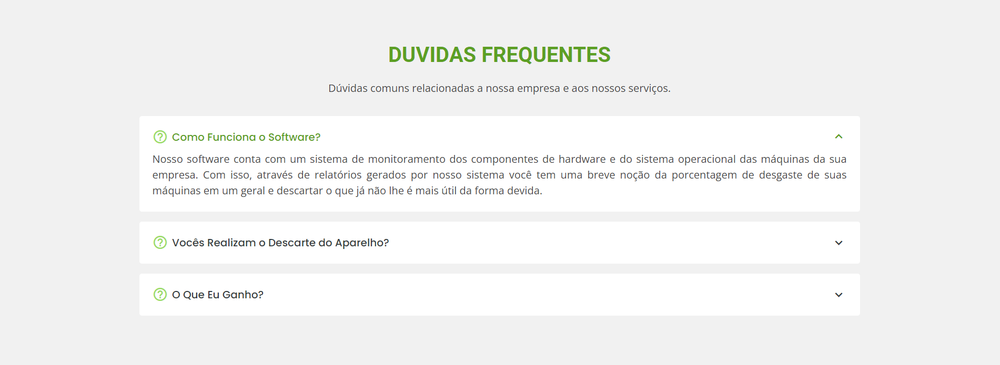 DUVIDAS FREQUENTES
Dúvidas comuns relacionadas a nossa empresa e aos nossos serviços.
Como Funciona o Software?
Nosso software conta com um sistema de monitoramento dos componentes de hardware e do sistema operacional das máquinas da sua
empresa. Com isso, através de relatórios gerados por nosso sistema você tem uma breve noção da porcentagem de desgaste de suas
máquinas em um geral e descartar o que já não lhe é mais útil da forma devida.
Vocês Realizam o Descarte do Aparelho?
O Que Eu Ganho?